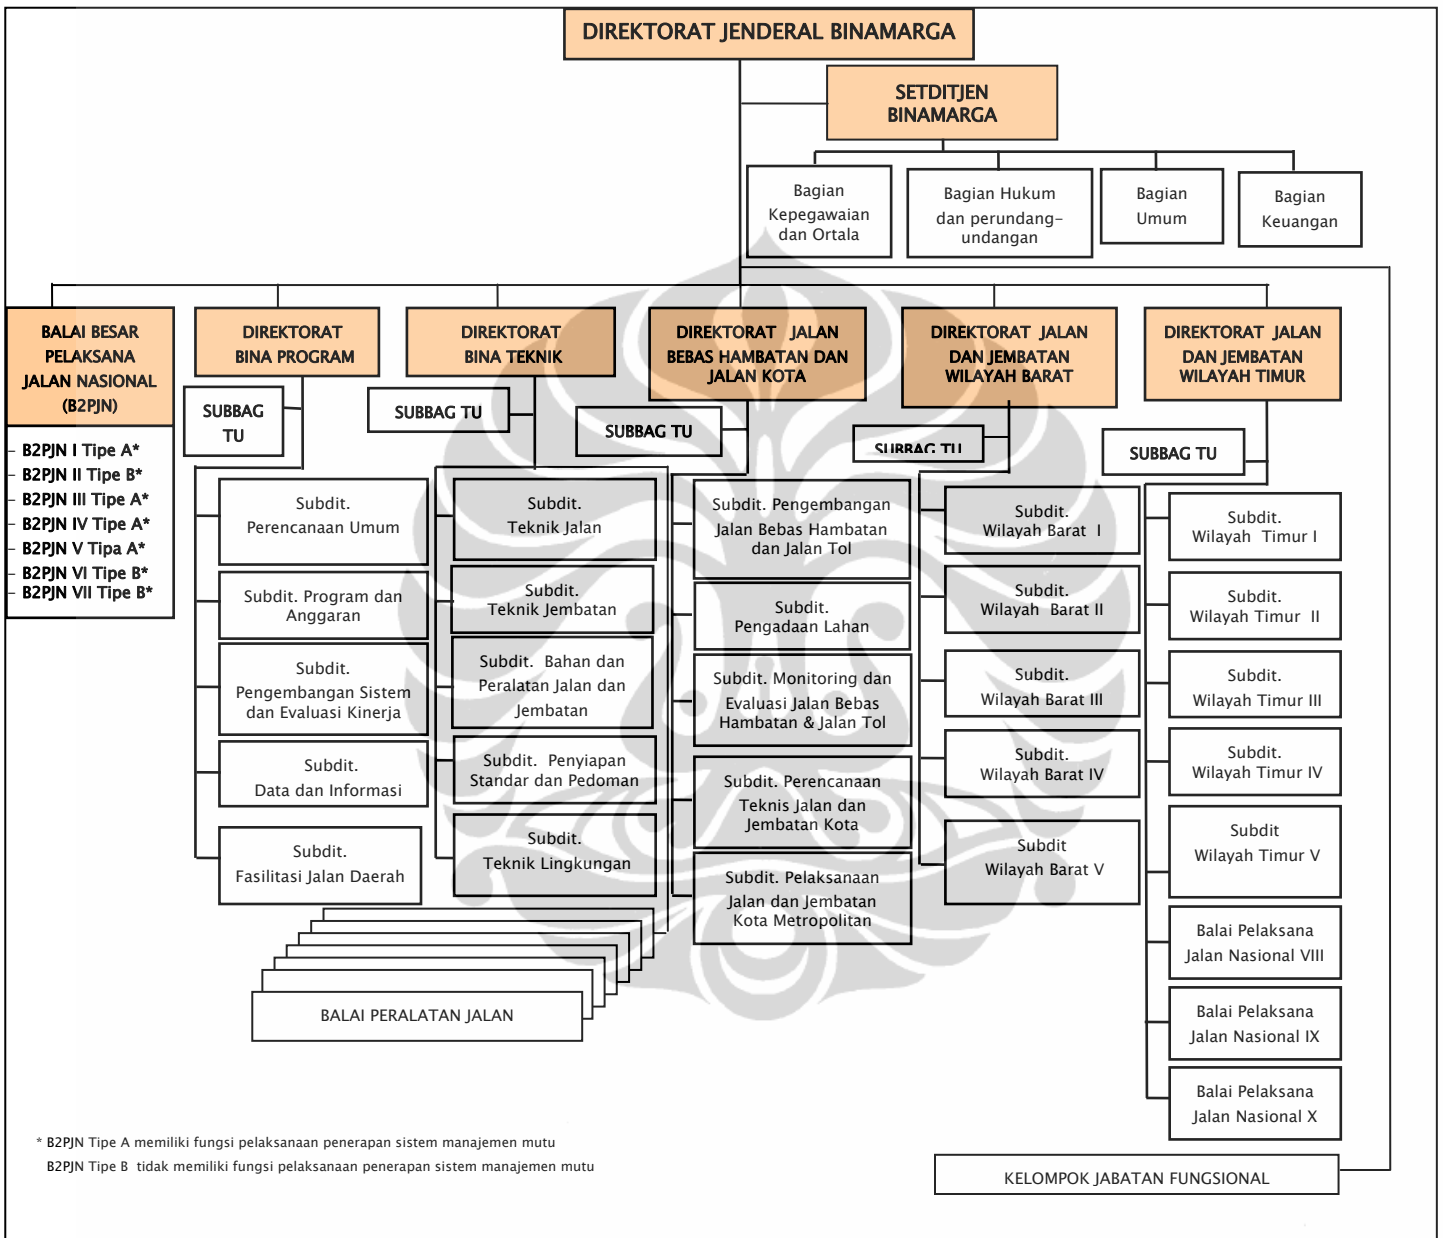 DIREKTORAT JENDERAL BINAMARGA
SETDITJEN
BINAMARGA
Bagian
Kepegawaian
dan Ortala
Bagian Hukum
dan perundang-
undangan
Bagian
Umum
Bagian
Keuangan
BALAI BESAR
PELAKSANA
JALAN NASIONAL
(B2PJN)
- B2PJN I Tipe A*
- B2PJN II Tipe B*
- B2PJN III Tipe A*
- B2PJN IV Tipe A*
- B2PJN V Tipa A*
- B2PJN VI Tipe B*
- B2PJN VII Tipe B*
DIREKTORAT
BINA PROGRAM
SUBBAG
TU
Subdit.
Perencanaan Umum
Subdit. Program dan
Anggaran
Subdit.
Pengembangan Sistem
dan Evaluasi Kinerja
Subdit.
Data dan Informasi
Subdit.
Fasilitasi Jalan Daerah
DIREKTORAT
BINA TEKNIK
SUBBAG TU
Subdit.
Teknik Jalan
Subdit.
Teknik Jembatan
Subdit. Bahan dan
Peralatan Jalan dan
Jembatan
Subdit. Penyiapan
Standar dan Pedoman
Subdit.
Teknik Lingkungan
BALAI PERALATAN JALAN
DIREKTORAT JALAN
BEBAS HAMBATAN DAN
JALAN KOTA
SUBBAG TU
Subdit. Pengembangan
Jalan Bebas Hambatan
dan Jalan Tol
Subdit.
Pengadaan Lahan
Subdit. Monitoring dan
Evaluasi Jalan Bebas
Hambatan & Jalan Tol
Subdit. Perencanaan
Teknis Jalan dan
Jembatan Kota
Subdit. Pelaksanaan
Jalan dan Jembatan
Kota Metropolitan
DIREKTORAT JALAN
DAN JEMBATAN
WILAYAH BARAT
SUBBAG TU
Subdit.
Wilayah Barat I
Subdit.
Wilayah Barat II
Subdit.
Wilayah Barat III
Subdit.
Wilayah Barat IV
Subdit
Wilayah Barat V
DIREKTORAT JALAN
DAN JEMBATAN
WILAYAH TIMUR
SUBBAG TU
Subdit.
Wilayah Timur I
Subdit.
Wilayah Timur II
Subdit.
Wilayah Timur III
Subdit.
Wilayah Timur IV
Subdit
Wilayah Timur V
Balai Pelaksana
Jalan Nasional VIII
Balai Pelaksana
Jalan Nasional IX
Balai Pelaksana
Jalan Nasional X
KELOMPOK JABATAN FUNGSIONAL
* B2PJN Tipe A memiliki fungsi pelaksanaan penerapan sistem manajemen mutu
B2PJN Tipe B tidak memiliki fungsi pelaksanaan penerapan sistem manajemen mutu